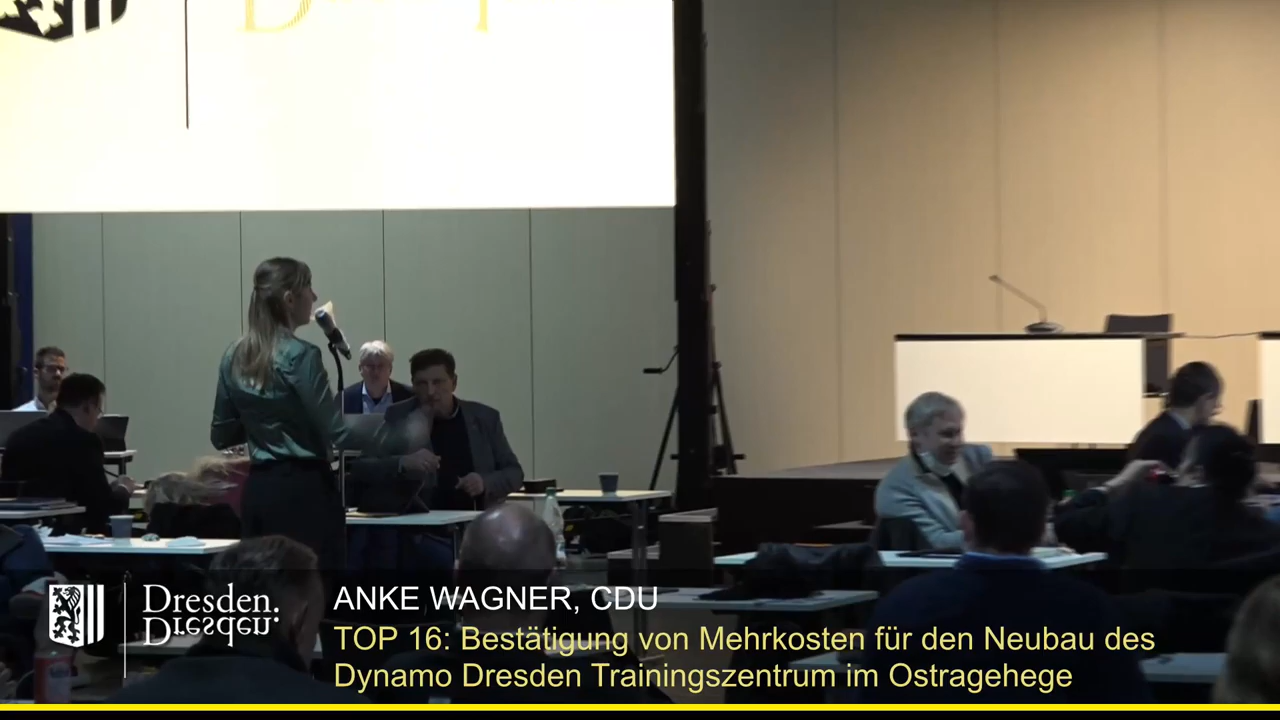 Dresden.
Dresden.
ANKE WAGNER, CDU
TOP 16: Bestätigung von Mehrkosten für den Neubau des
Dynamo Dresden Trainingszentrum im Ostragehege